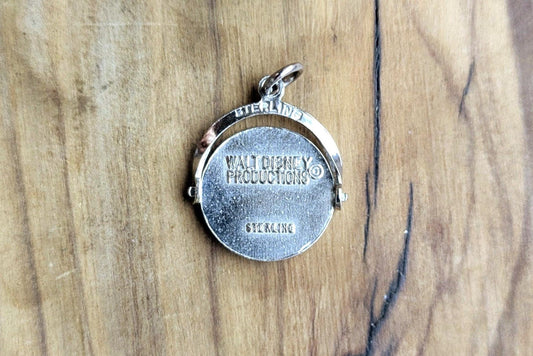 STERLING
WALT DISNEY
PRODUCTIONS ©
STERLING